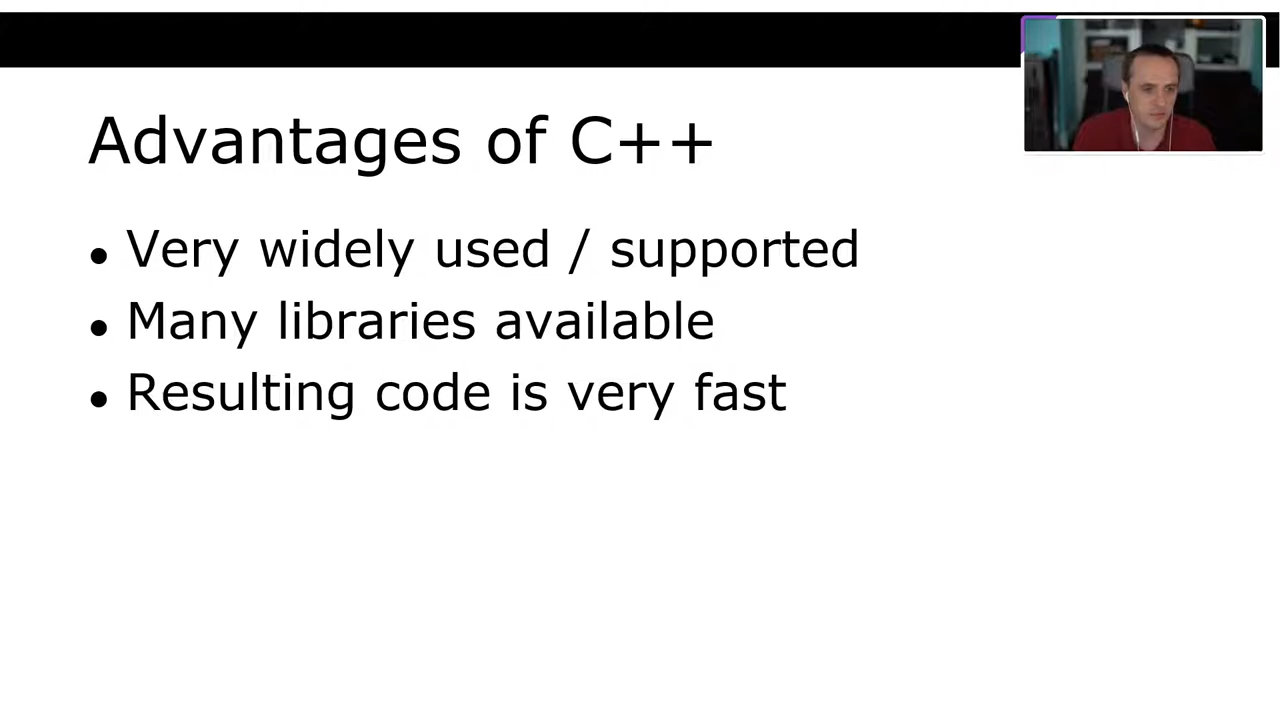 Advantages of C++
● Very widely used / supported
● Many libraries available
● Resulting code is very fast